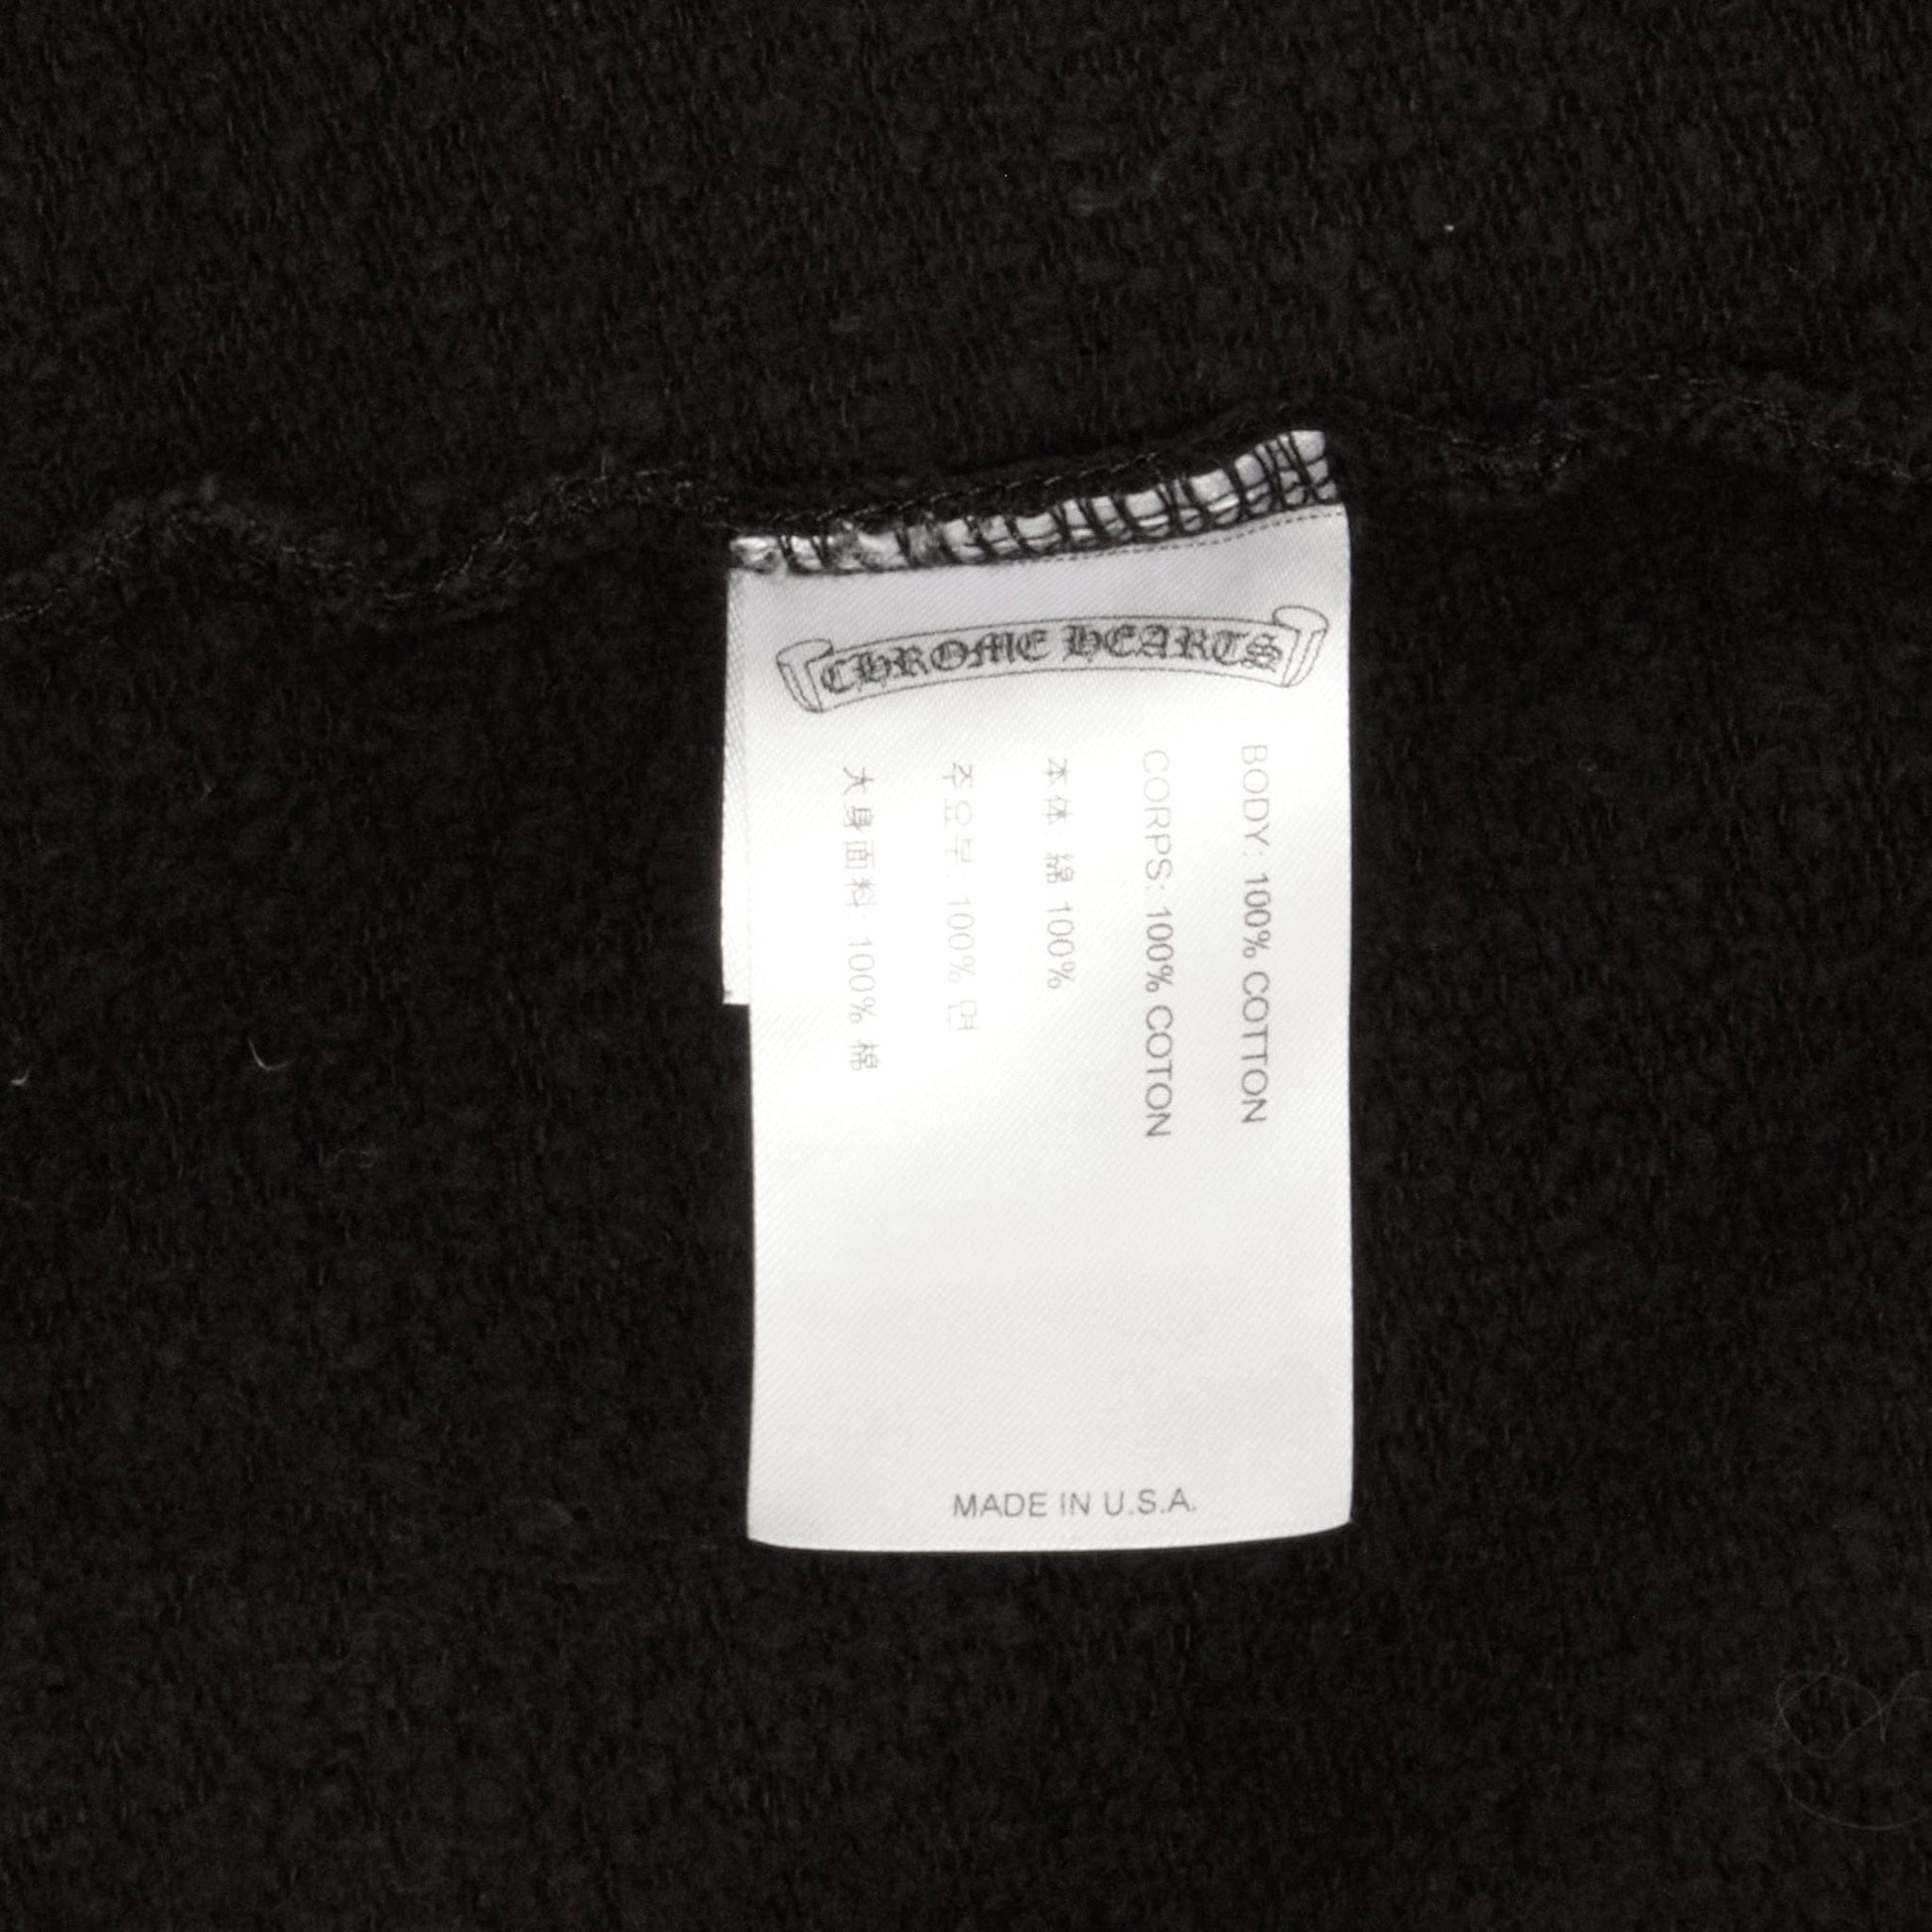 CHROME HEARTS
BODY: 100% COTTON
CORPS: 100% COTON
本体 綿 100%
주요부: 100% 면
大身面料: 100% 棉
MADE IN U.S.A.